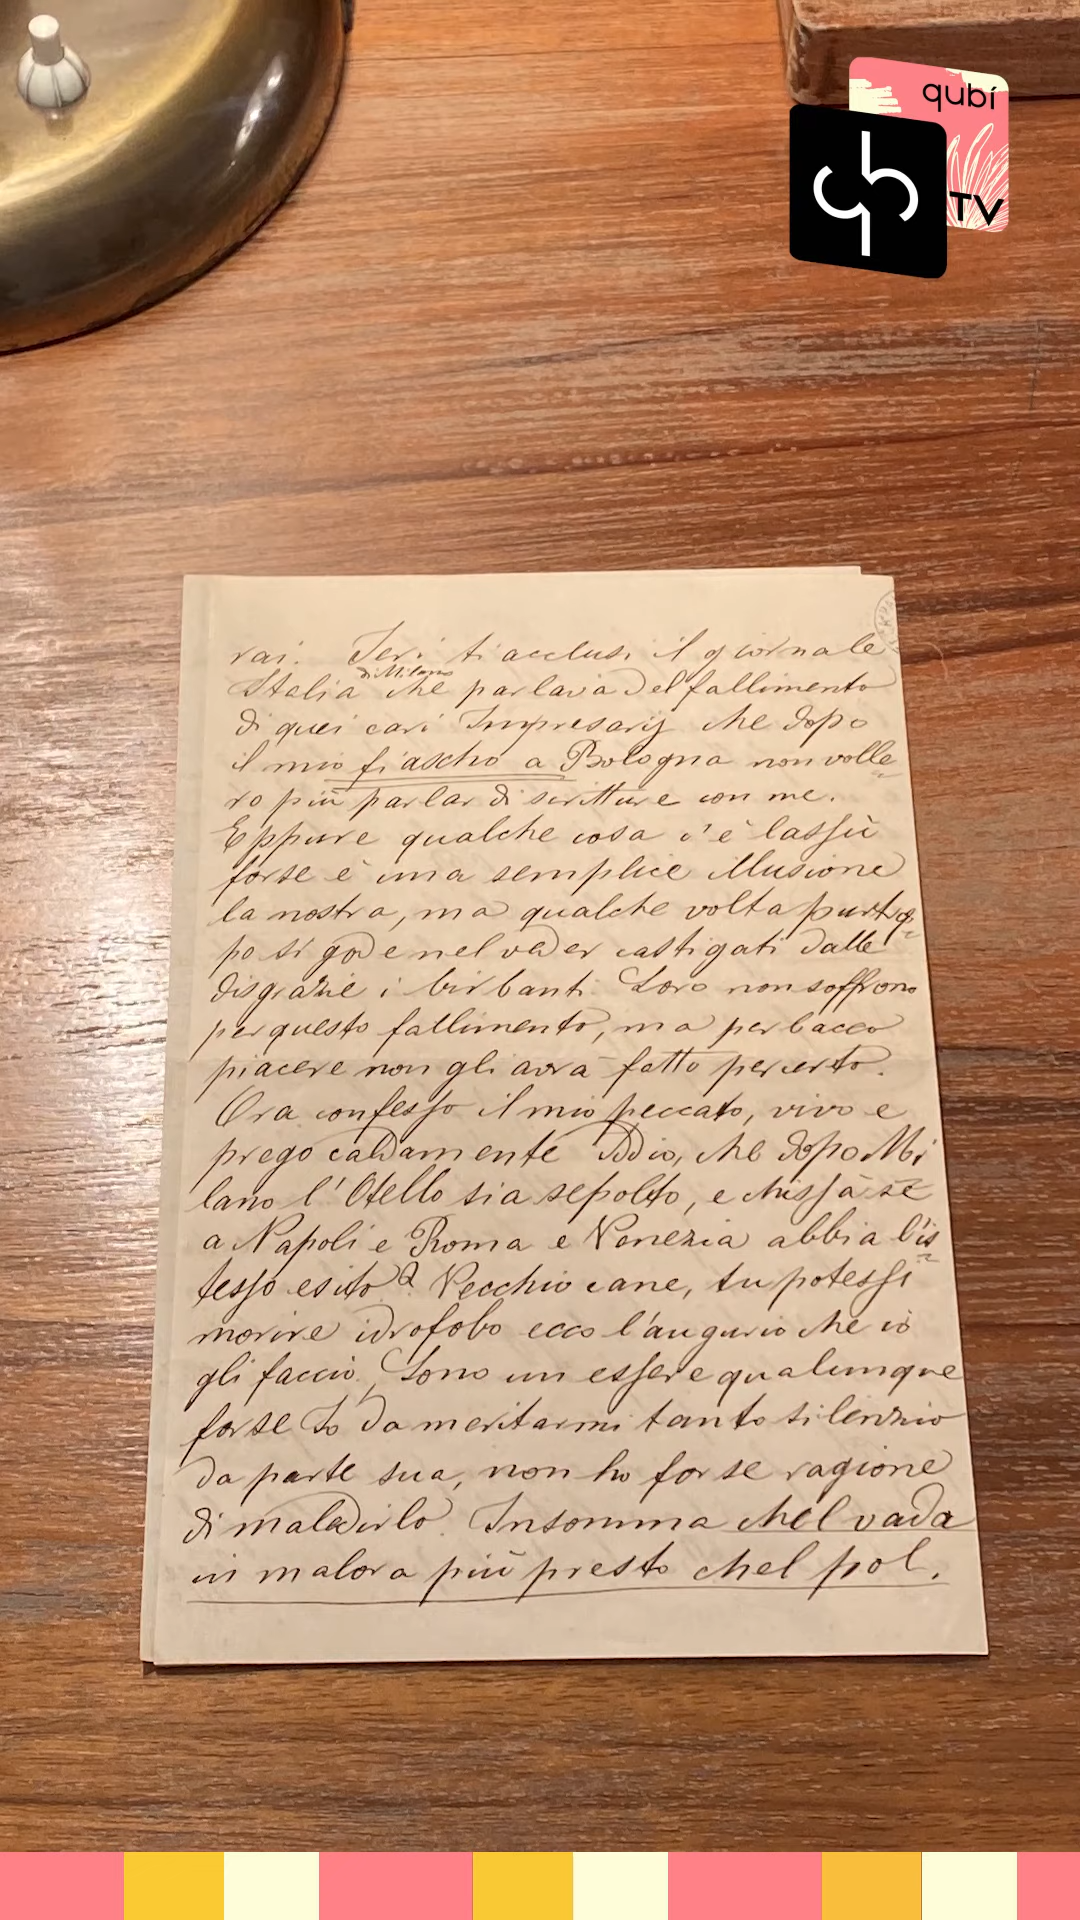 qubí
TV
rai. Ieri ti acclusi il giornale
di Milano
Italia che parlava del fallimento
di quei cari Impresarij che dopo
il mio fiascho a Bologna non volle=
ro più parlar di scritture con me.
Eppure qualche cosa c'è lassù
forse è una semplice illusione
la nostra, ma qualche volta purtrop=
po si gode nel veder castigati dalle
disgrazie i birbanti. Loro non soffrono
per questo fallimento, ma per bacco
piacere non gli avrà fatto per certo.
Ora confesso il mio peccato, vivo e
prego caldamente Iddio, che dopo Mi
lano l'Otello sia sepolto, e chissà se
a Napoli e Roma e Venezia abbia l'is=
tesso esito? Vecchio cane, tu potessi
morire idrofobo ecco l'augurio che io
gli faccio. Sono un essere qualunque
forse Io da meritarmi tanto silenzio
da parte sua, non ho forse ragione
di maledirlo. Insomma chel vada
in malora più presto chel pol.